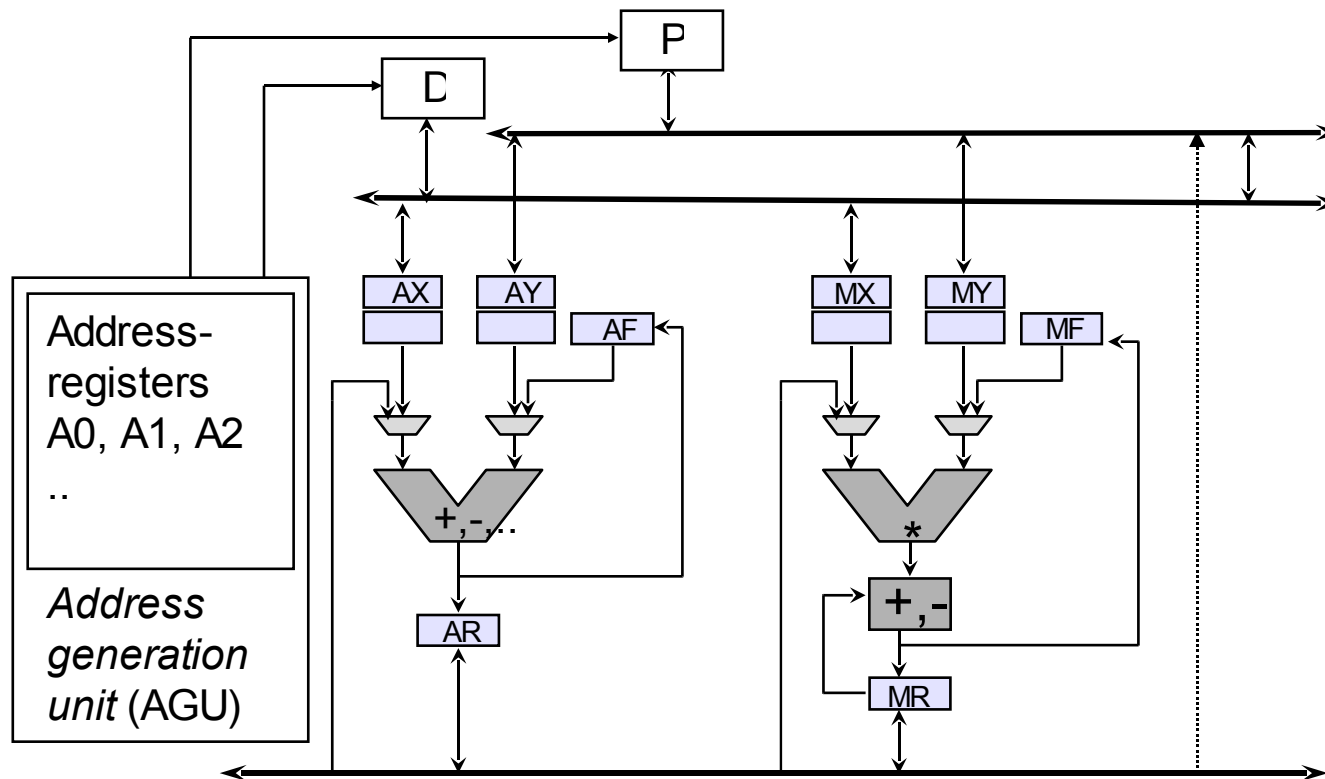 P
D
AX
AY
AF
MX
MY
MF
Address-
registers
A0, A1, A2
..
+,-,..
*
+,-
AR
MR
Address
generation
unit (AGU)